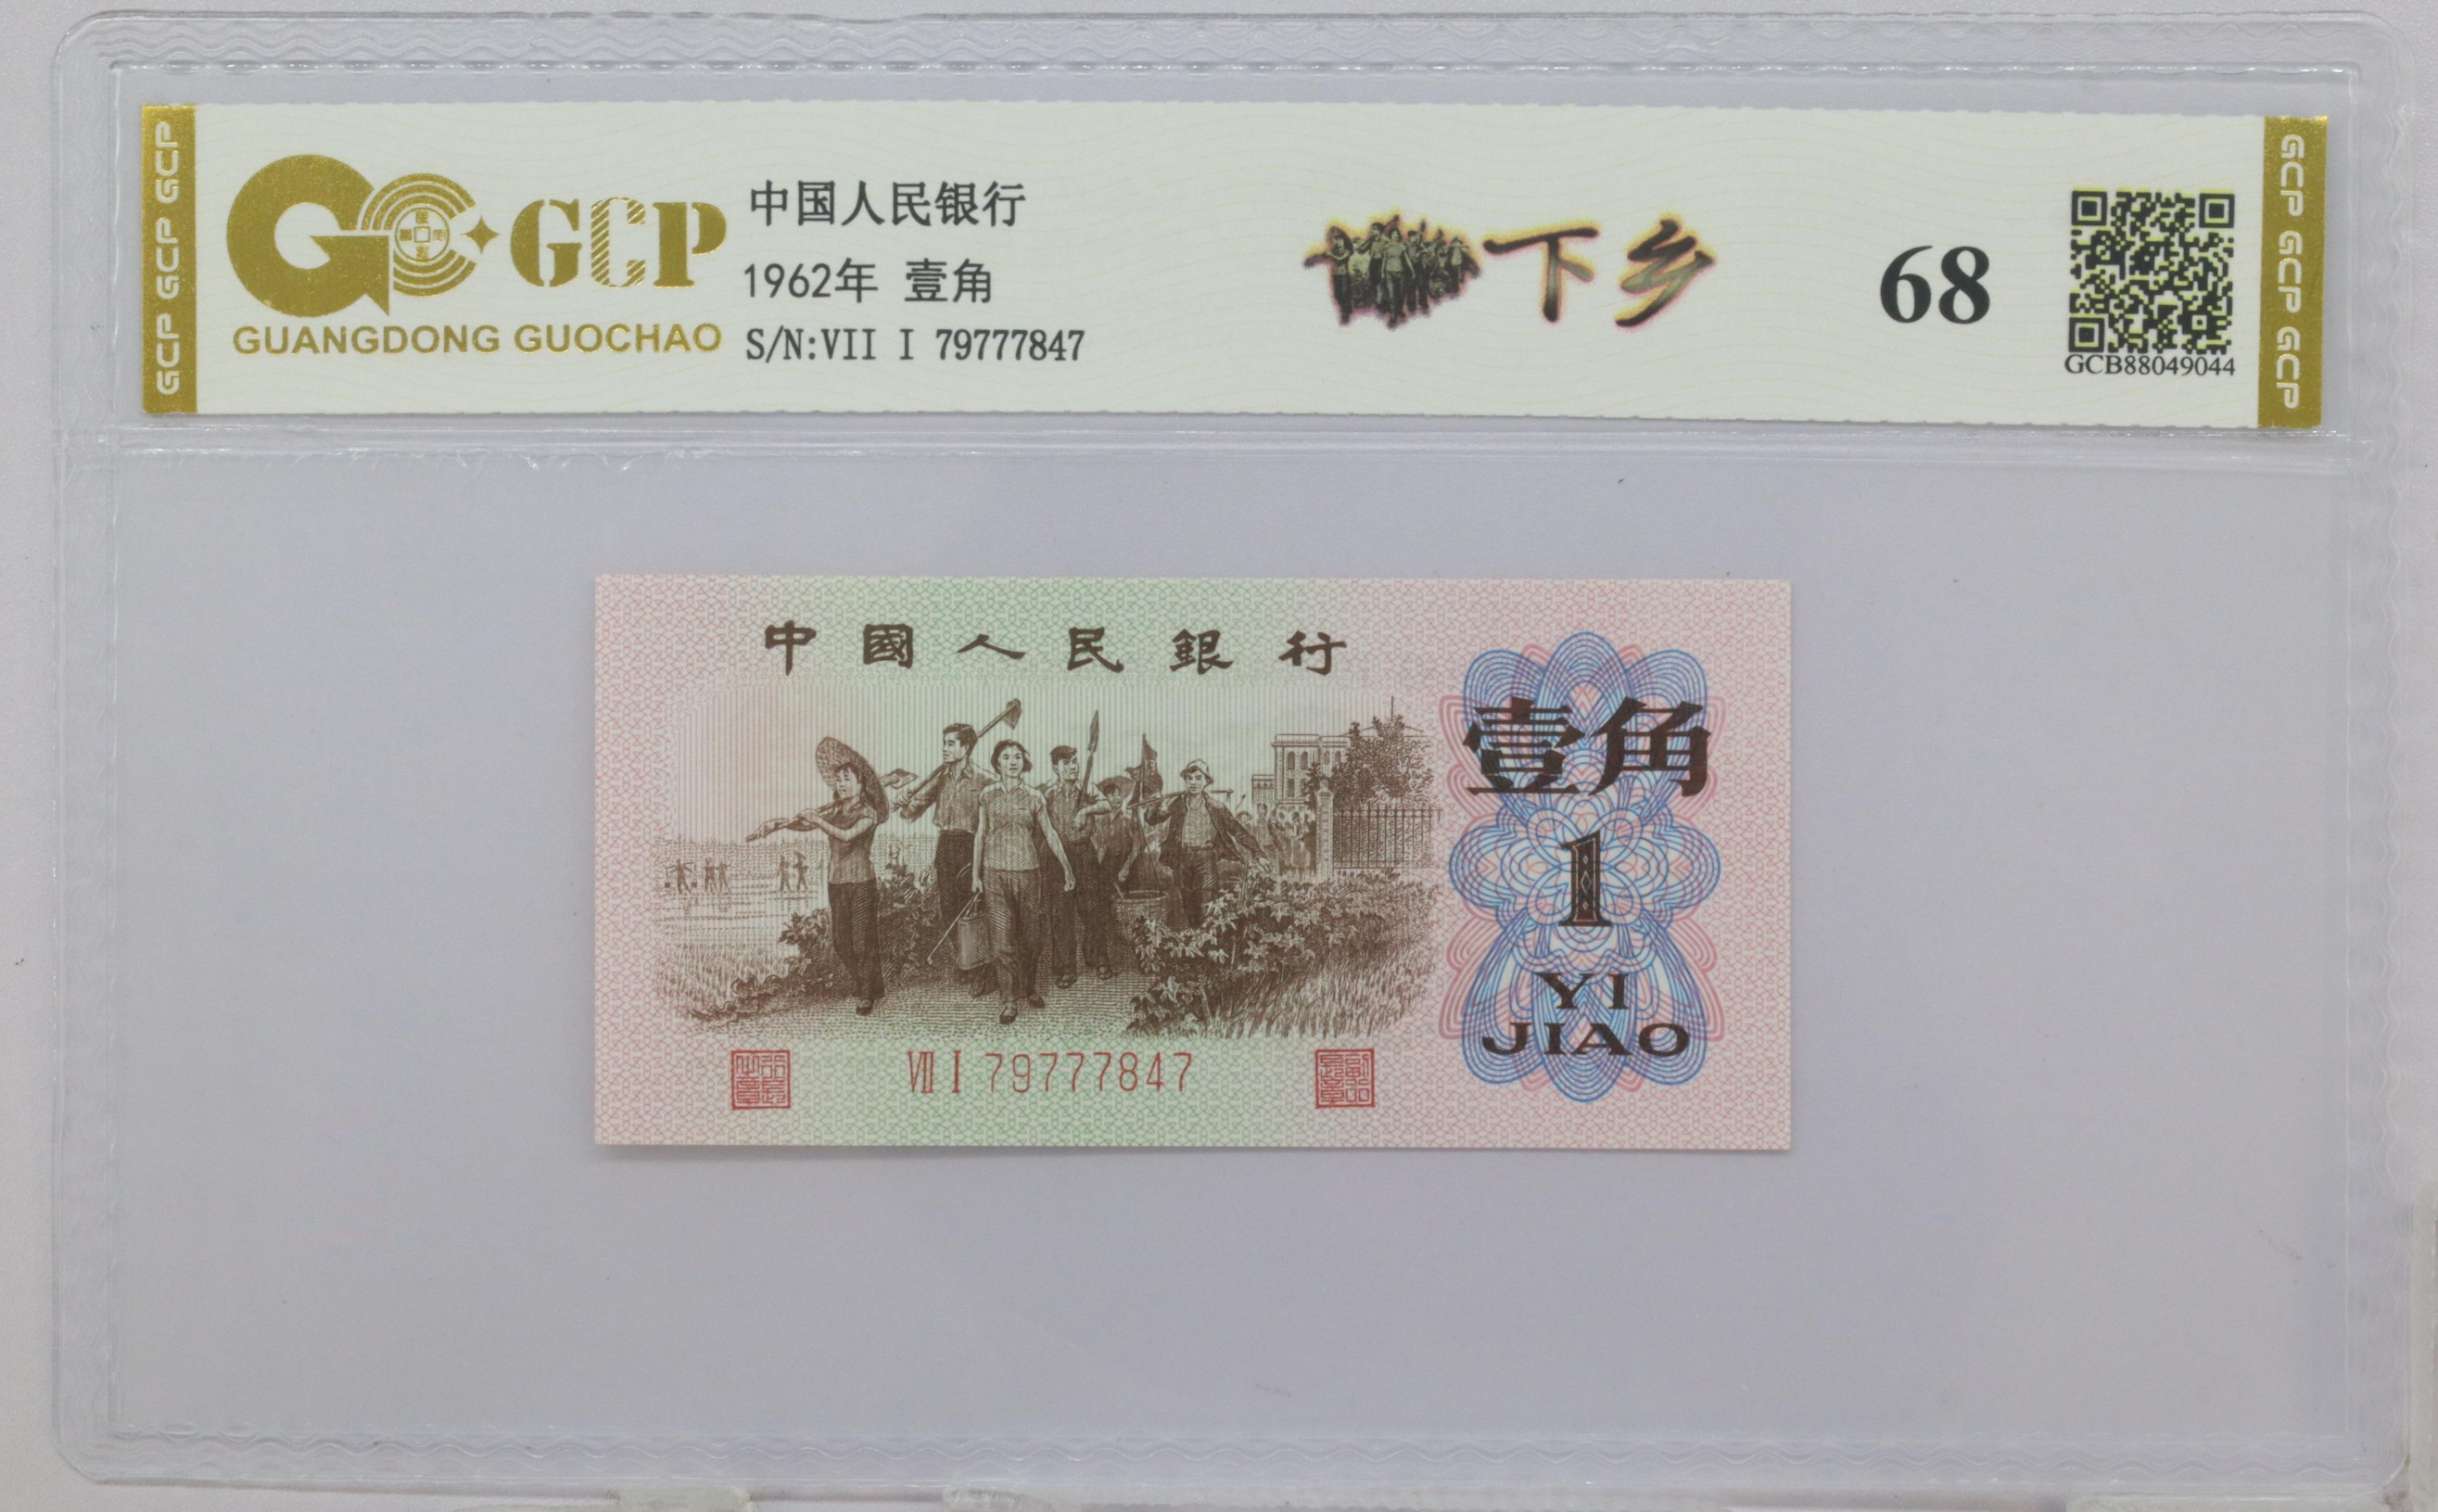 GCP GCP GCP
GCP
GUANGDONG GUOCHAO
中国人民银行
1962年 壹角
S/N:VII I 79777847
下乡
68
GCB88049044
GCP GCP GCP
中國人民銀行
壹角
1
YI
JIAO
VII I 79777847